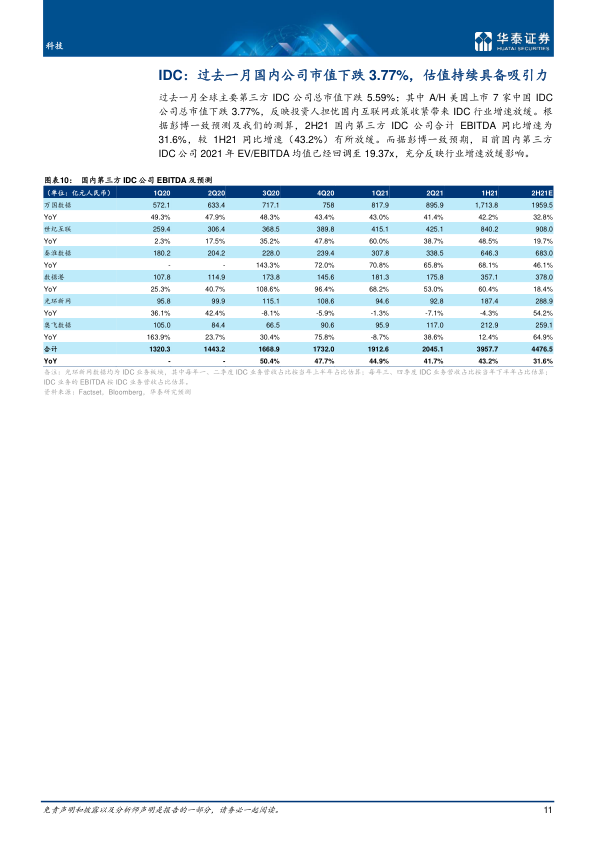 科技
华泰证券
HUATAI SECURITIES
IDC：过去一月国内公司市值下跌 3.77%，估值持续具备吸引力
过去一月全球主要第三方 IDC 公司总市值下跌 5.59%；其中 A/H 美国上市 7 家中国 IDC
公司总市值下跌 3.77%，反映投资人担忧国内互联网政策收紧带来 IDC 行业增速放缓。根
据彭博一致预测及我们的测算，2H21 国内第三方 IDC 公司合计 EBITDA 同比增速为
31.6%，较 1H21 同比增速（43.2%）有所放缓。而据彭博一致预期，目前国内第三方
IDC 公司 2021 年 EV/EBITDA 均值已经回调至 19.37x，充分反映行业增速放缓影响。
图表10： 国内第三方 IDC 公司 EBITDA 及预测
（单位：亿元人民币） 1Q20 2Q20 3Q20 4Q20 1Q21 2Q21 1H21 2H21E
万国数据 572.1 633.4 717.1 758 817.9 895.9 1,713.8 1959.5
YoY 49.3% 47.9% 48.3% 43.4% 43.0% 41.4% 42.2% 32.8%
世纪互联 259.4 306.4 368.5 389.8 415.1 425.1 840.2 908.0
YoY 2.3% 17.5% 35.2% 47.8% 60.0% 38.7% 48.5% 19.7%
秦淮数据 180.2 204.2 228.0 239.4 307.8 338.5 646.3 683.0
YoY - - 143.3% 72.0% 70.8% 65.8% 68.1% 46.1%
数据港 107.8 114.9 173.8 145.6 181.3 175.8 357.1 378.0
YoY 25.3% 40.7% 108.6% 96.4% 68.2% 53.0% 60.4% 18.4%
光环新网 95.8 99.9 115.1 108.6 94.6 92.8 187.4 288.9
YoY 36.1% 42.4% -8.1% -5.9% -1.3% -7.1% -4.3% 54.2%
奥飞数据 105.0 84.4 66.5 90.6 95.9 117.0 212.9 259.1
YoY 163.9% 23.7% 30.4% 75.8% -8.7% 38.6% 12.4% 64.9%
合计 1320.3 1443.2 1668.9 1732.0 1912.6 2045.1 3957.7 4476.5
YoY - - 50.4% 47.7% 44.9% 41.7% 43.2% 31.6%
备注：光环新网数据均为 IDC 业务板块，其中每年一、二季度 IDC 业务营收占比按当年上半年占比估算；每年三、四季度 IDC 业务营收占比按当年下半年占比估算；
IDC 业务的 EBITDA 按 IDC 业务营收占比估算。
资料来源：Factset、Bloomberg、华泰研究预测
免责声明和披露以及分析师声明是报告的一部分，请务必一起阅读。 11